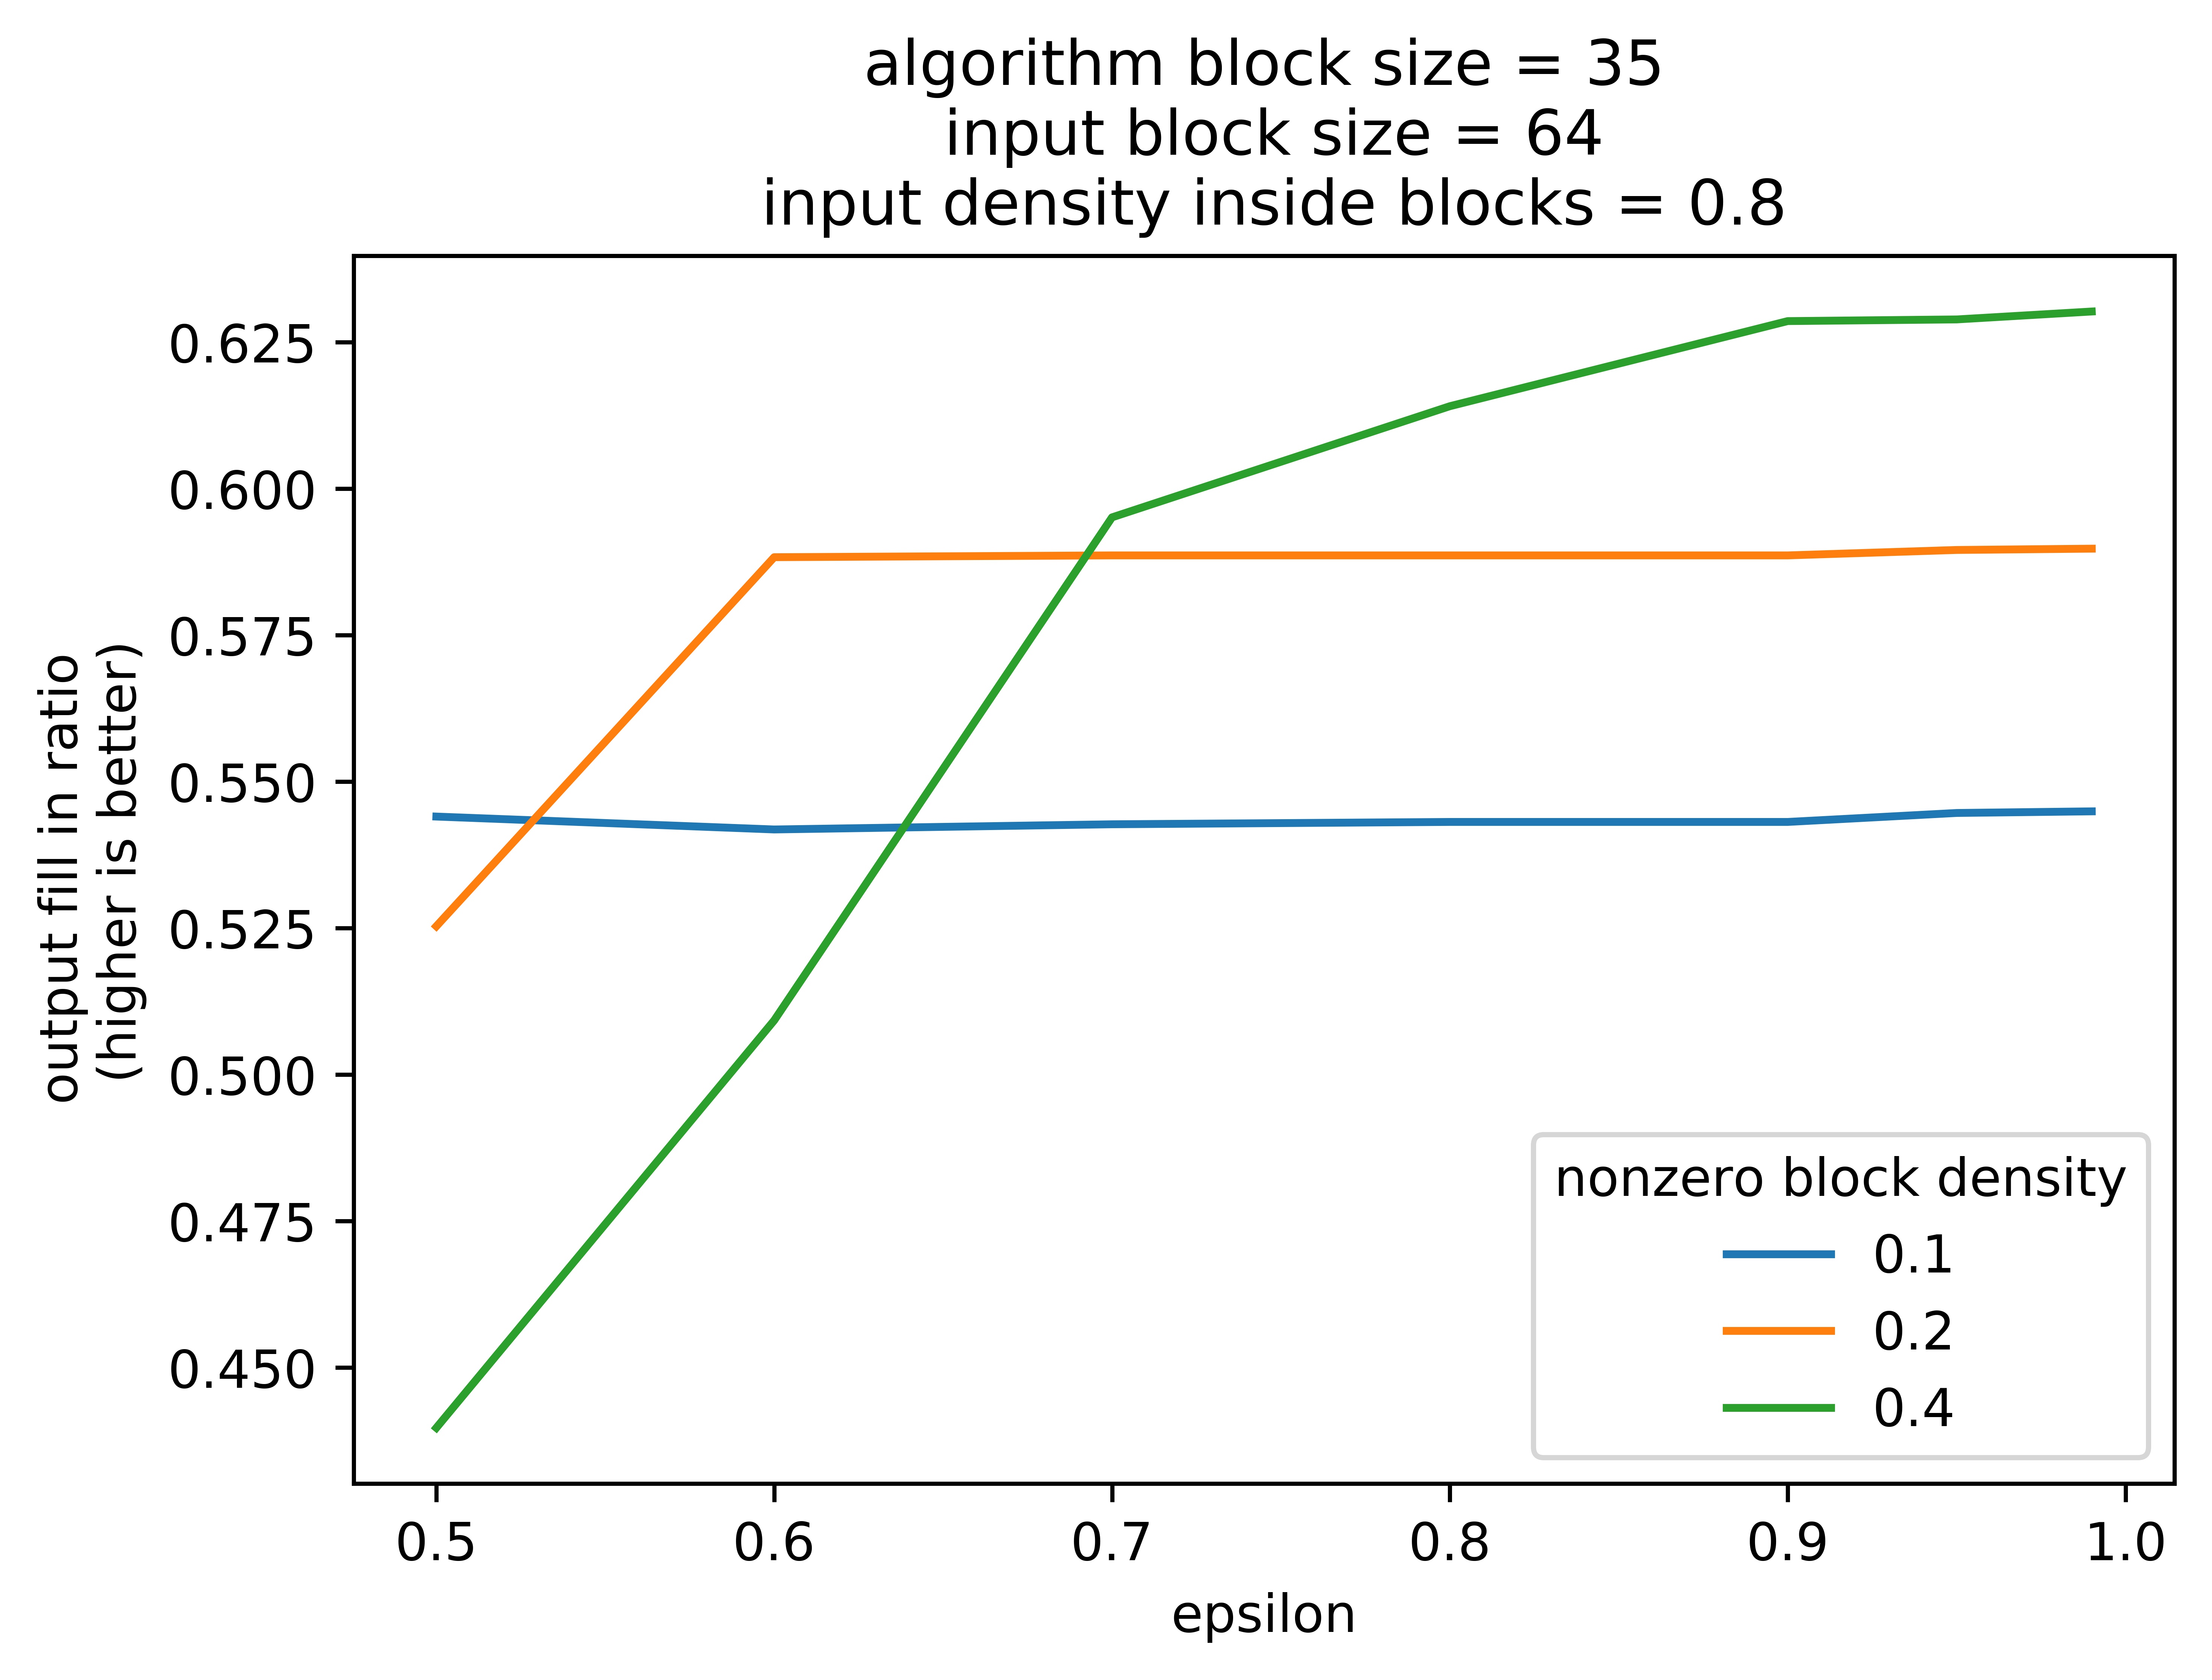 algorithm block size = 35
input block size = 64
input density inside blocks = 0.8
output fill in ratio
(higher is better)
0.625
0.600
0.575
0.550
0.525
0.500
0.475
0.450
nonzero block density
0.1
0.2
0.4
0.5 0.6 0.7 0.8 0.9 1.0
epsilon